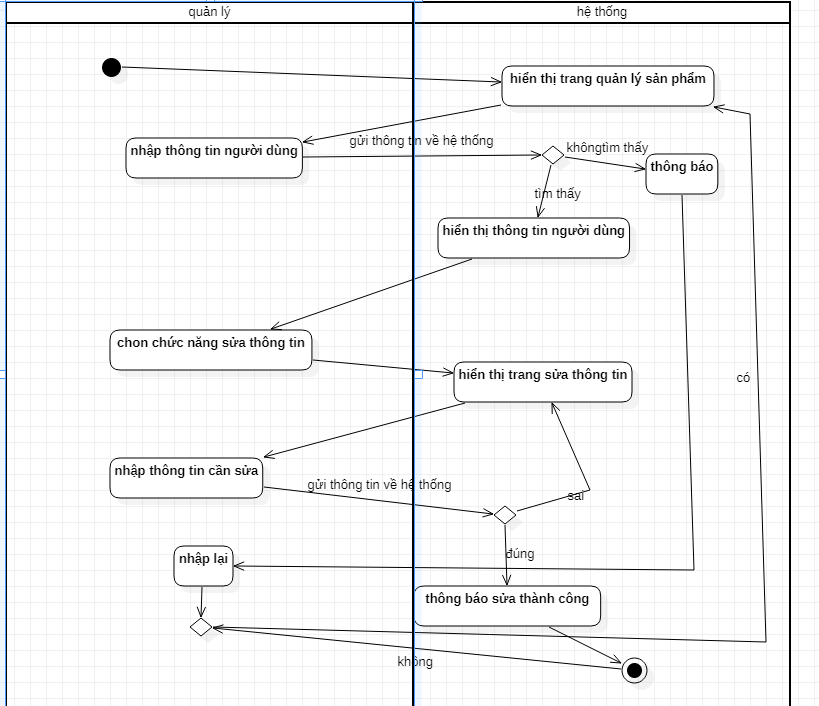 quản lý
hệ thống
hiển thị trang quản lý sản phẩm
nhập thông tin người dùng
gửi thông tin về hệ thống
khôngtìm thấy
thông báo
tìm thấy
hiển thị thông tin người dùng
chon chức năng sửa thông tin
hiển thị trang sửa thông tin
có
nhập thông tin cần sửa
gửi thông tin về hệ thống
sai
đúng
nhập lại
thông báo sửa thành công
không